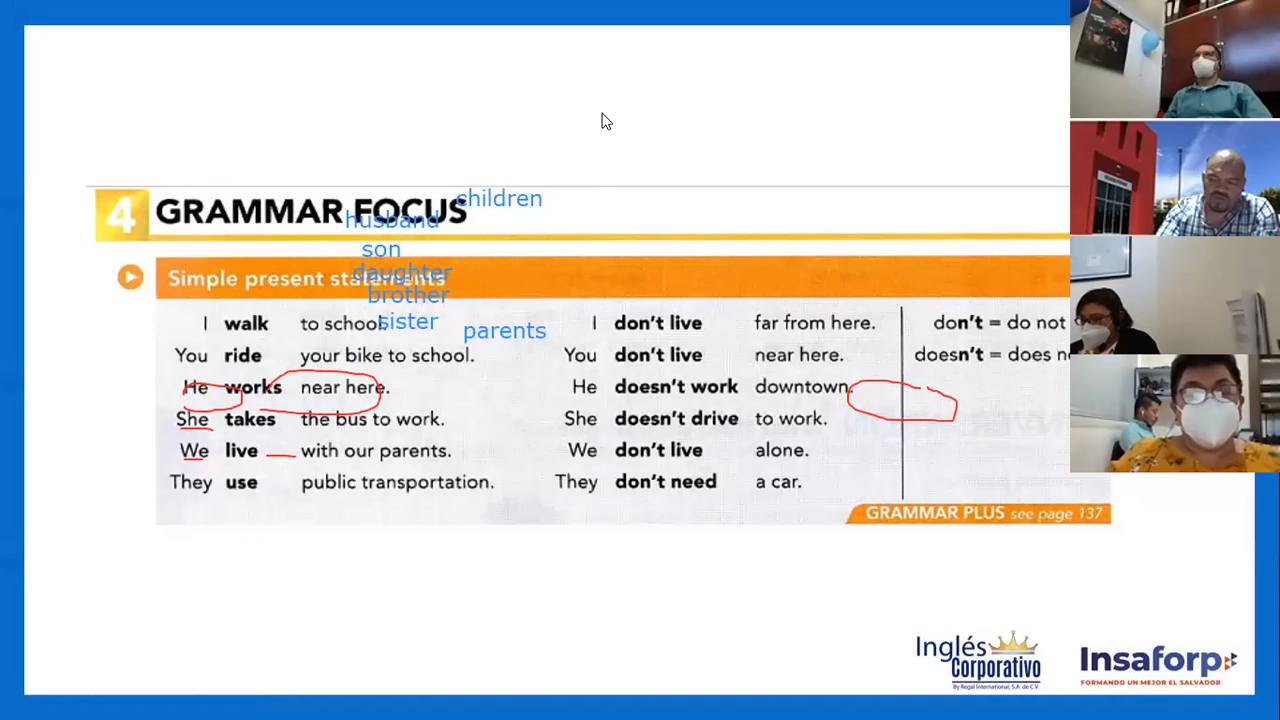 children
4 GRAMMAR FOCUS
husband
son
daughter
Simple present statements
brother
sister
parents
I walk to school. I don't live far from here. don't = do not
You ride your bike to school. You don't live near here. doesn't = does
He works near here. He doesn't work downtown.
She takes the bus to work. She doesn't drive to work.
We live with our parents. We don't live alone.
They use public transportation. They don't need a car.
GRAMMAR PLUS see page 137
Inglés
Corporativo
By Regal International, S.A. de C.V.
Insaforp
FORMANDO UN MEJOR EL SALVADOR